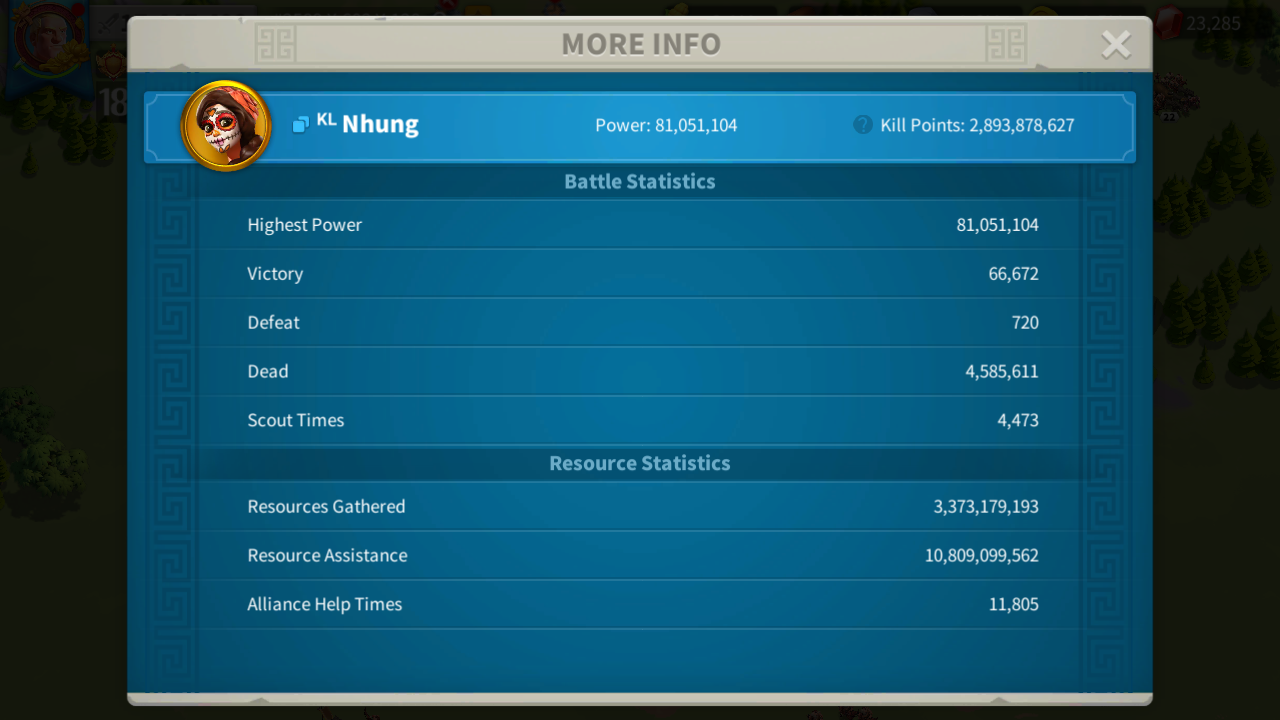 MORE INFO
23,285
18
ᴷᴸ Nhung
Power: 81,051,104
Kill Points: 2,893,878,627
Battle Statistics
Highest Power 81,051,104
Victory 66,672
Defeat 720
Dead 4,585,611
Scout Times 4,473
Resource Statistics
Resources Gathered 3,373,179,193
Resource Assistance 10,809,099,562
Alliance Help Times 11,805
22